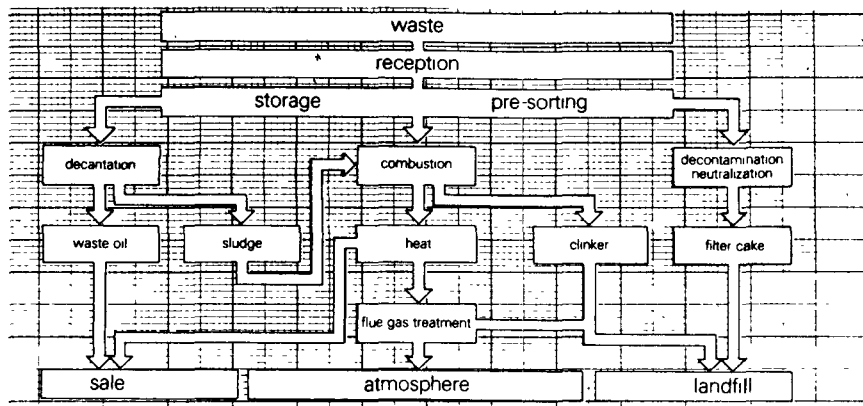 waste
reception
storage pre-sorting
decantation
combustion
decontamination
neutralization
waste oil
sludge
heat
clinker
filter cake
flue gas treatment
sale
atmosphere
landfill